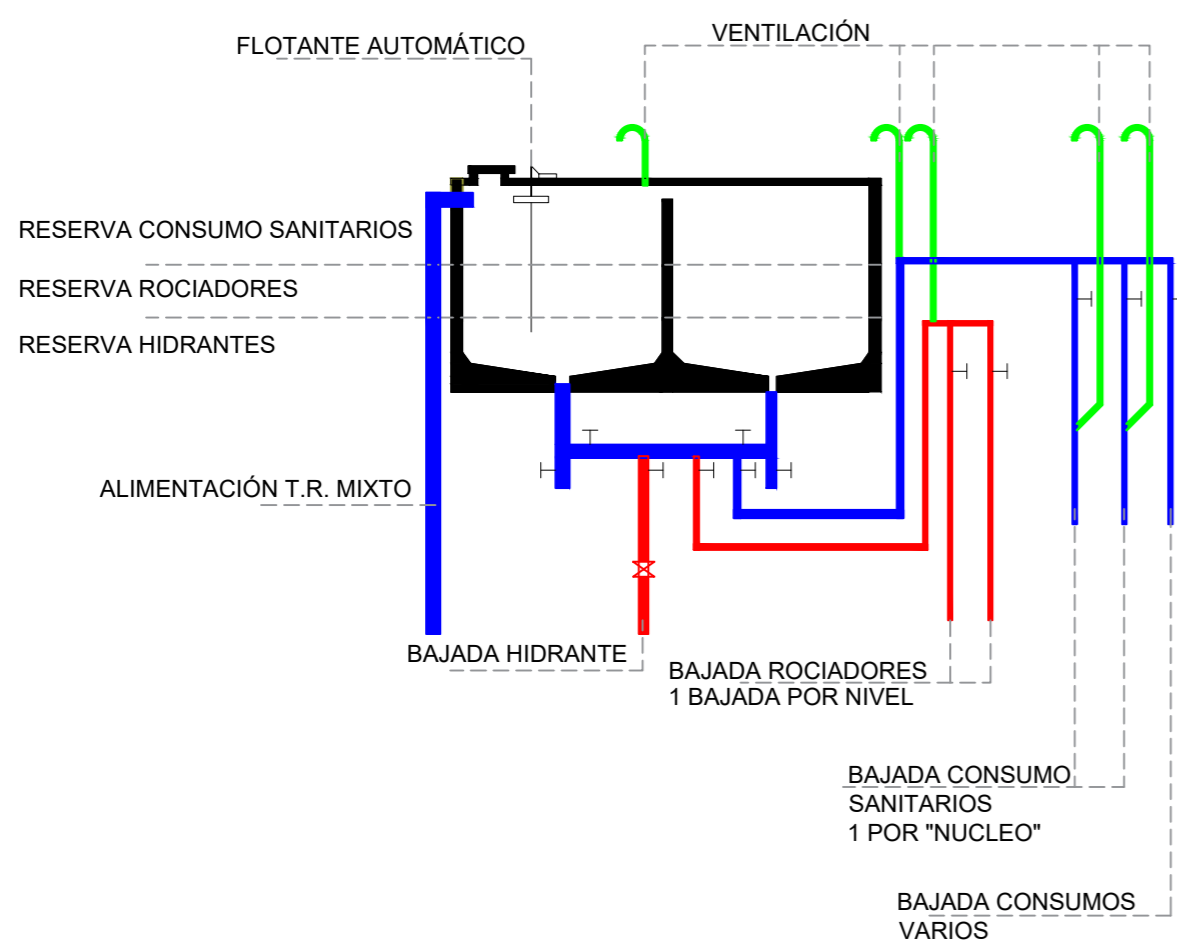 VENTILACIÓN
FLOTANTE AUTOMÁTICO
RESERVA CONSUMO SANITARIOS
RESERVA ROCIADORES
RESERVA HIDRANTES
ALIMENTACIÓN T.R. MIXTO
BAJADA HIDRANTE
BAJADA ROCIADORES
1 BAJADA POR NIVEL
BAJADA CONSUMO
SANITARIOS
1 POR "NUCLEO"
BAJADA CONSUMOS
VARIOS